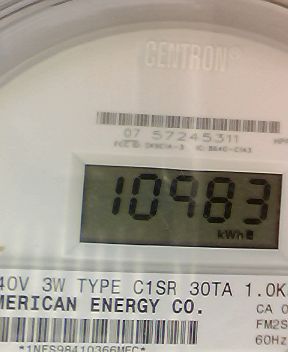 CENTRON®
07 57245311
10983
kWh
40V 3W TYPE C1SR 30TA 1.0K
MERICAN ENERGY CO.
CA 0
FM2S
60Hz
*1NES98410366MEC*